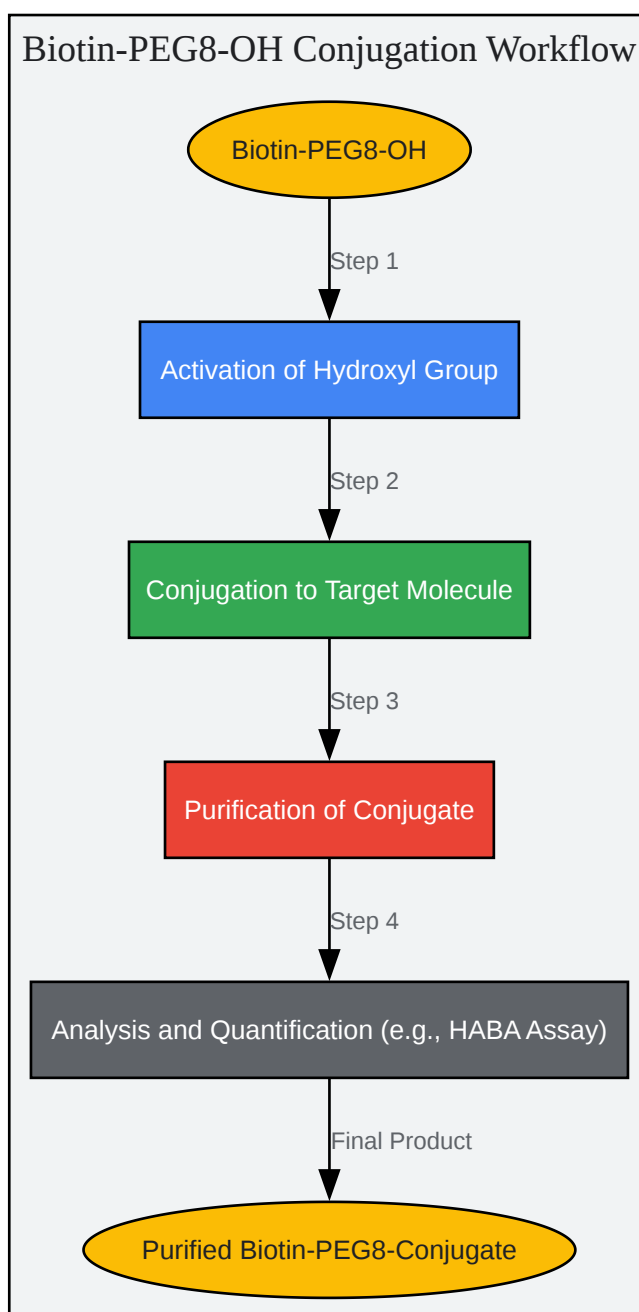 Biotin-PEG8-OH Conjugation Workflow
Biotin-PEG8-OH
Step 1
Activation of Hydroxyl Group
Step 2
Conjugation to Target Molecule
Step 3
Purification of Conjugate
Step 4
Analysis and Quantification (e.g., HABA Assay)
Final Product
Purified Biotin-PEG8-Conjugate